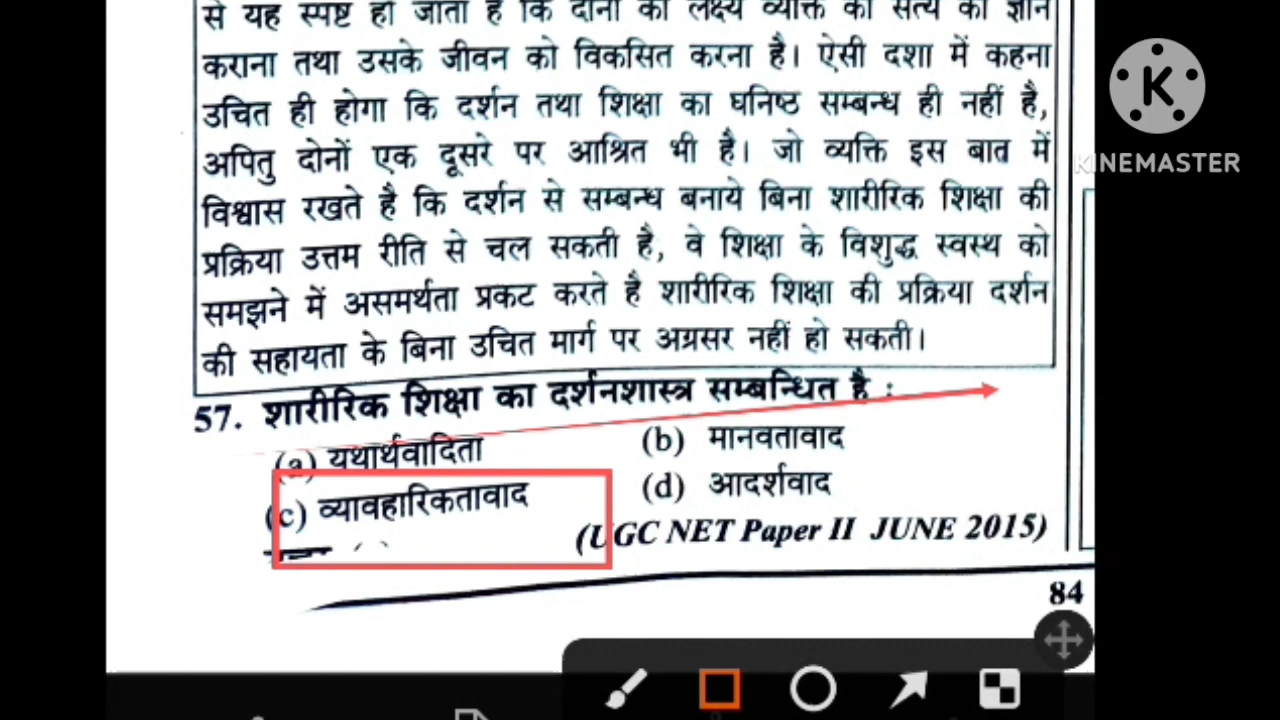 से यह स्पष्ट हो जाता है कि दोनों का लक्ष्य व्यक्ति को सत्य का ज्ञान
कराना तथा उसके जीवन को विकसित करना है। ऐसी दशा में कहना
उचित ही होगा कि दर्शन तथा शिक्षा का घनिष्ठ सम्बन्ध ही नहीं है,
अपितु दोनों एक दूसरे पर आश्रित भी है। जो व्यक्ति इस बात में
विश्वास रखते है कि दर्शन से सम्बन्ध बनाये बिना शारीरिक शिक्षा की
प्रक्रिया उत्तम रीति से चल सकती है, वे शिक्षा के विशुद्ध स्वस्थ को
समझने में असमर्थता प्रकट करते है शारीरिक शिक्षा की प्रक्रिया दर्शन
की सहायता के बिना उचित मार्ग पर अग्रसर नहीं हो सकती।
57. शारीरिक शिक्षा का दर्शनशास्त्र सम्बन्धित है :
(a) यथार्थवादिता (b) मानवतावाद
(c) व्यावहारिकतावाद (d) आदर्शवाद
(UGC NET Paper II JUNE 2015)
84
K
KINEMASTER